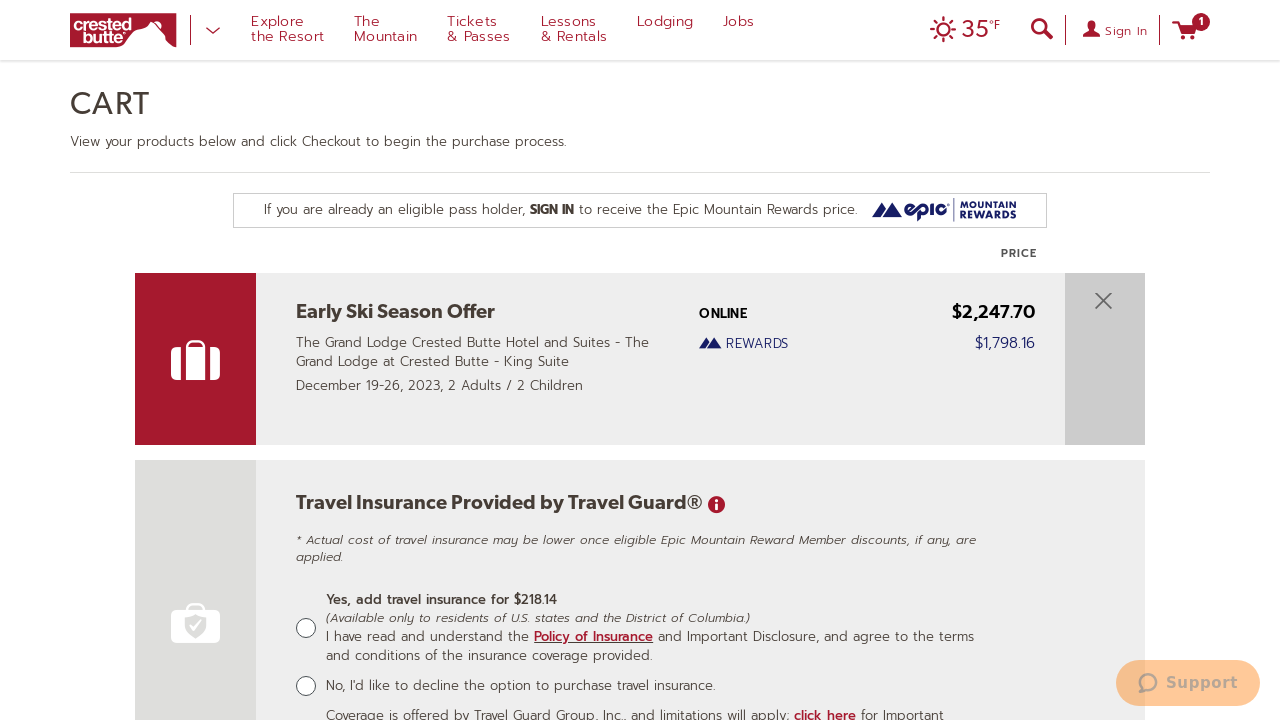 crested butte
Explore the Resort
The Mountain
Tickets & Passes
Lessons & Rentals
Lodging
Jobs
35°F
Sign In
1
CART
View your products below and click Checkout to begin the purchase process.
If you are already an eligible pass holder, SIGN IN to receive the Epic Mountain Rewards price.
epic MOUNTAIN REWARDS
PRICE
Early Ski Season Offer
ONLINE
$2,247.70
The Grand Lodge Crested Butte Hotel and Suites - The
REWARDS
$1,798.16
Grand Lodge at Crested Butte - King Suite
December 19-26, 2023, 2 Adults / 2 Children
Travel Insurance Provided by Travel Guard®
* Actual cost of travel insurance may be lower once eligible Epic Mountain Reward Member discounts, if any, are
applied.
Yes, add travel insurance for $218.14
(Available only to residents of U.S. states and the District of Columbia.)
I have read and understand the Policy of Insurance and Important Disclosure, and agree to the terms
and conditions of the insurance coverage provided.
No, I'd like to decline the option to purchase travel insurance.
Coverage is offered by Travel Guard Group, Inc., and limitations will apply; click here for Important
Support